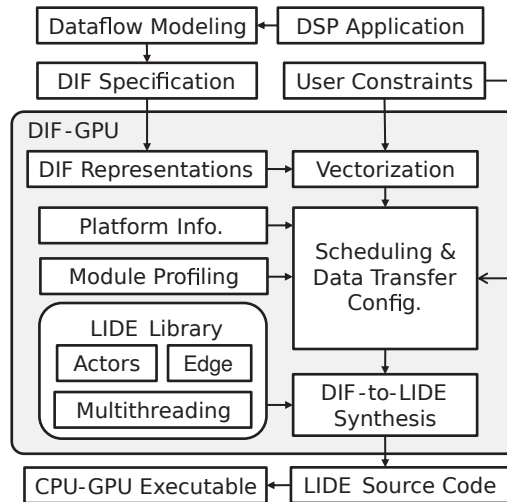 Dataflow Modeling
DSP Application
DIF Specification
User Constraints
DIF-GPU
DIF Representations
Vectorization
Platform Info.
Scheduling &
Data Transfer
Config.
Module Profiling
LIDE Library
Actors
Edge
Multithreading
DIF-to-LIDE
Synthesis
CPU-GPU Executable
LIDE Source Code